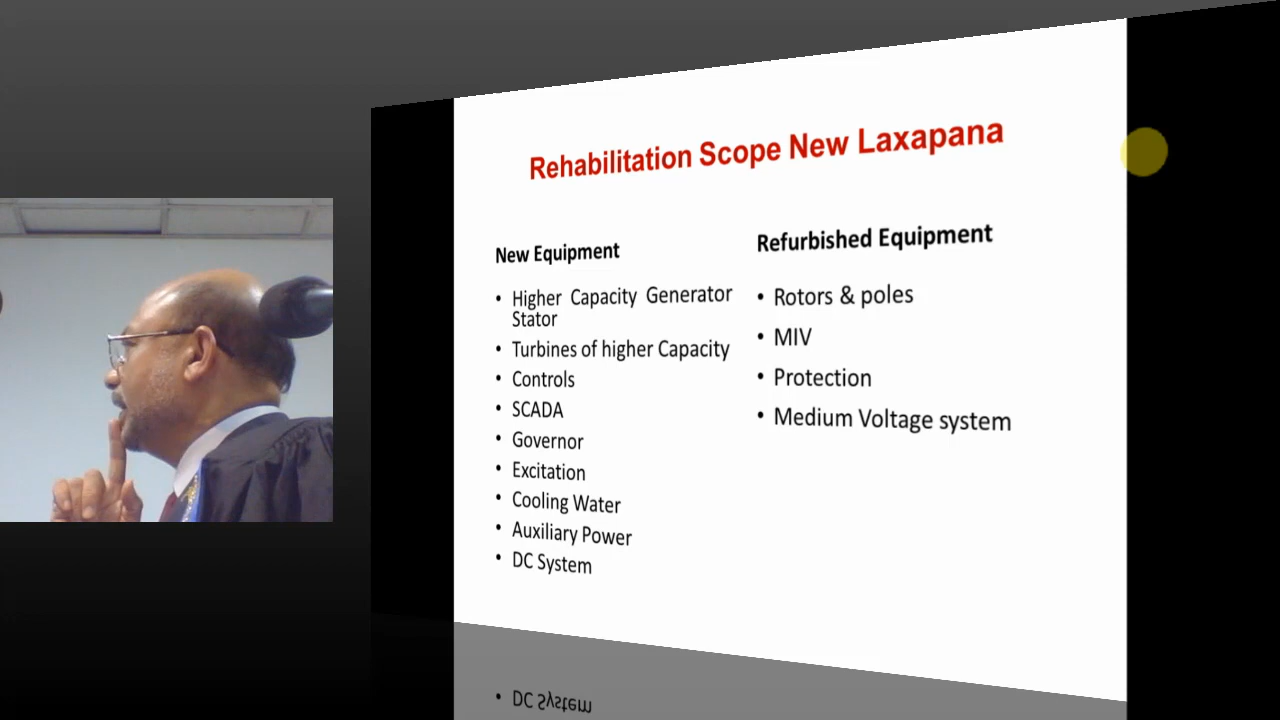 Rehabilitation Scope New Laxapana
New Equipment
• Higher Capacity Generator
Stator
• Turbines of higher Capacity
• Controls
• SCADA
• Governor
• Excitation
• Cooling Water
• Auxiliary Power
• DC System
Refurbished Equipment
• Rotors & poles
• MIV
• Protection
• Medium Voltage system
• DC System